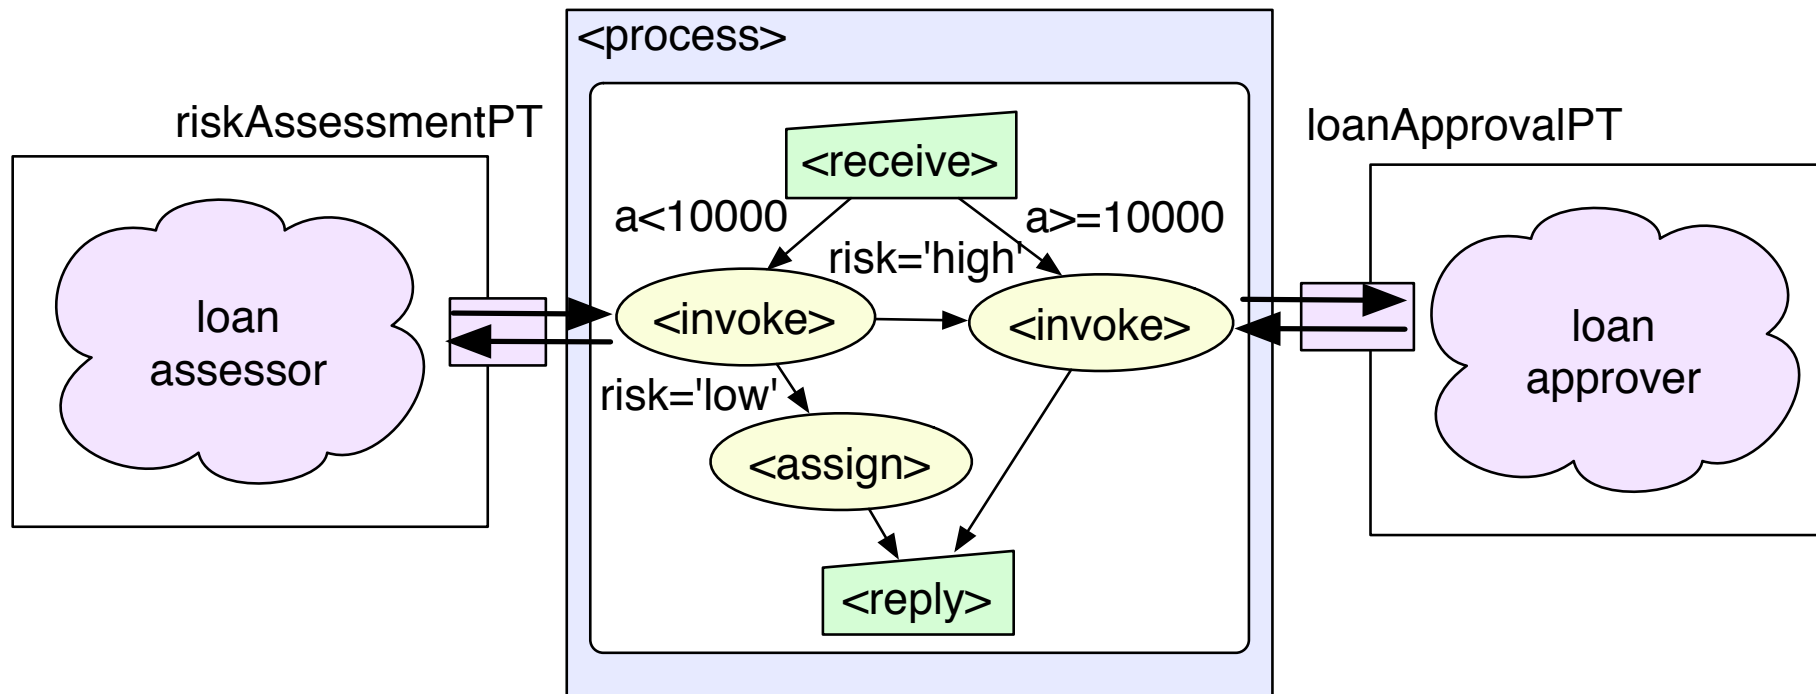 <process>
riskAssessmentPT
loanApprovalPT
<receive>
a<10000
a>=10000
risk='high'
<invoke>
<invoke>
loan
assessor
loan
approver
risk='low'
<assign>
<reply>